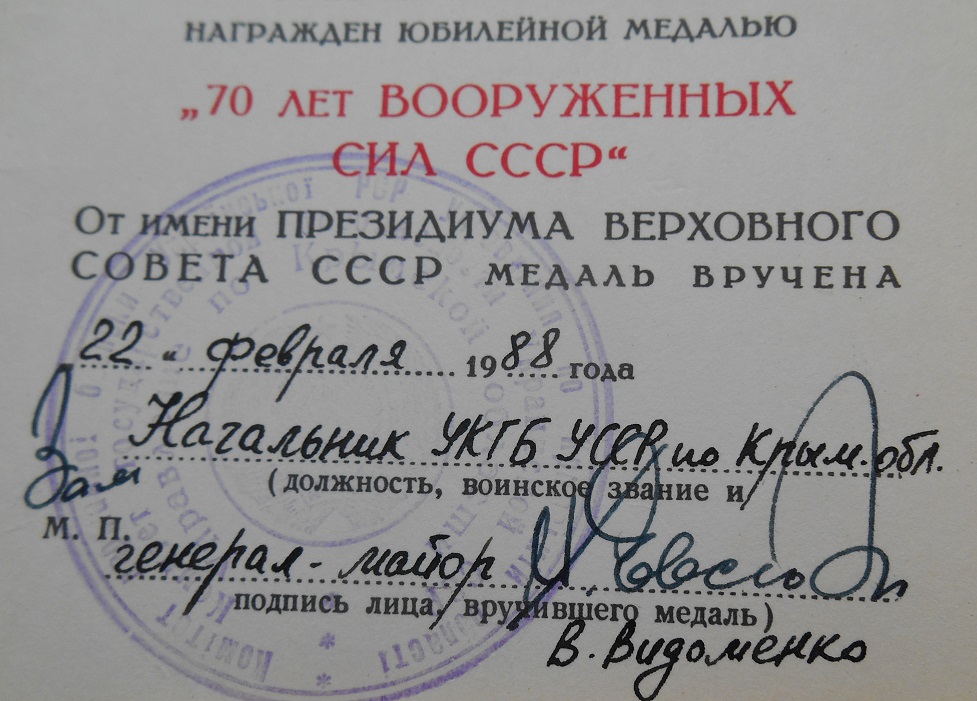 НАГРАЖДЕН ЮБИЛЕЙНОЙ МЕДАЛЬЮ
„70 ЛЕТ ВООРУЖЕННЫХ
СИЛ СССР“
От имени ПРЕЗИДИУМА ВЕРХОВНОГО
СОВЕТА СССР МЕДАЛЬ ВРУЧЕНА
„22“ февраля 1988 года
Зам
Начальник УКГБ УССР по Крым. обл.
(должность, воинское звание и
М. П.
генерал-майор
подпись лица, вручившего медаль)
В. Видоменко